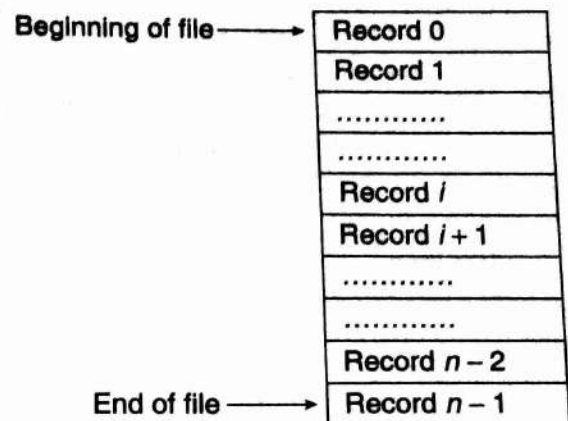 Beginning of file Record 0
Record 1
............
............
Record i
Record i + 1
............
............
Record n – 2
End of file Record n – 1